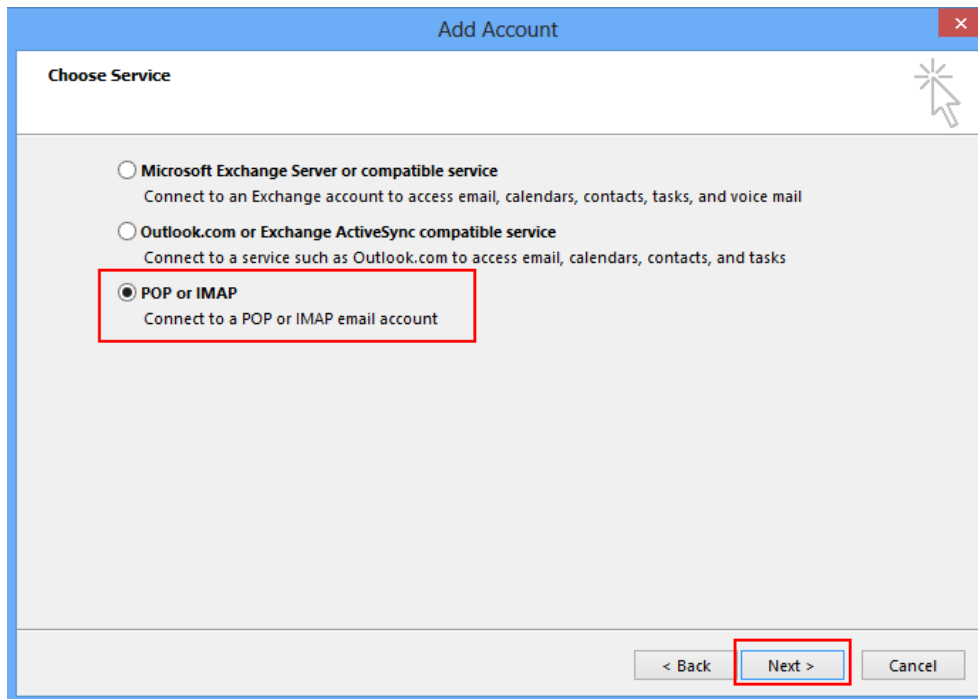 Add Account
Choose Service
Microsoft Exchange Server or compatible service
Connect to an Exchange account to access email, calendars, contacts, tasks, and voice mail
Outlook.com or Exchange ActiveSync compatible service
Connect to a service such as Outlook.com to access email, calendars, contacts, and tasks
POP or IMAP
Connect to a POP or IMAP email account
< Back Next > Cancel